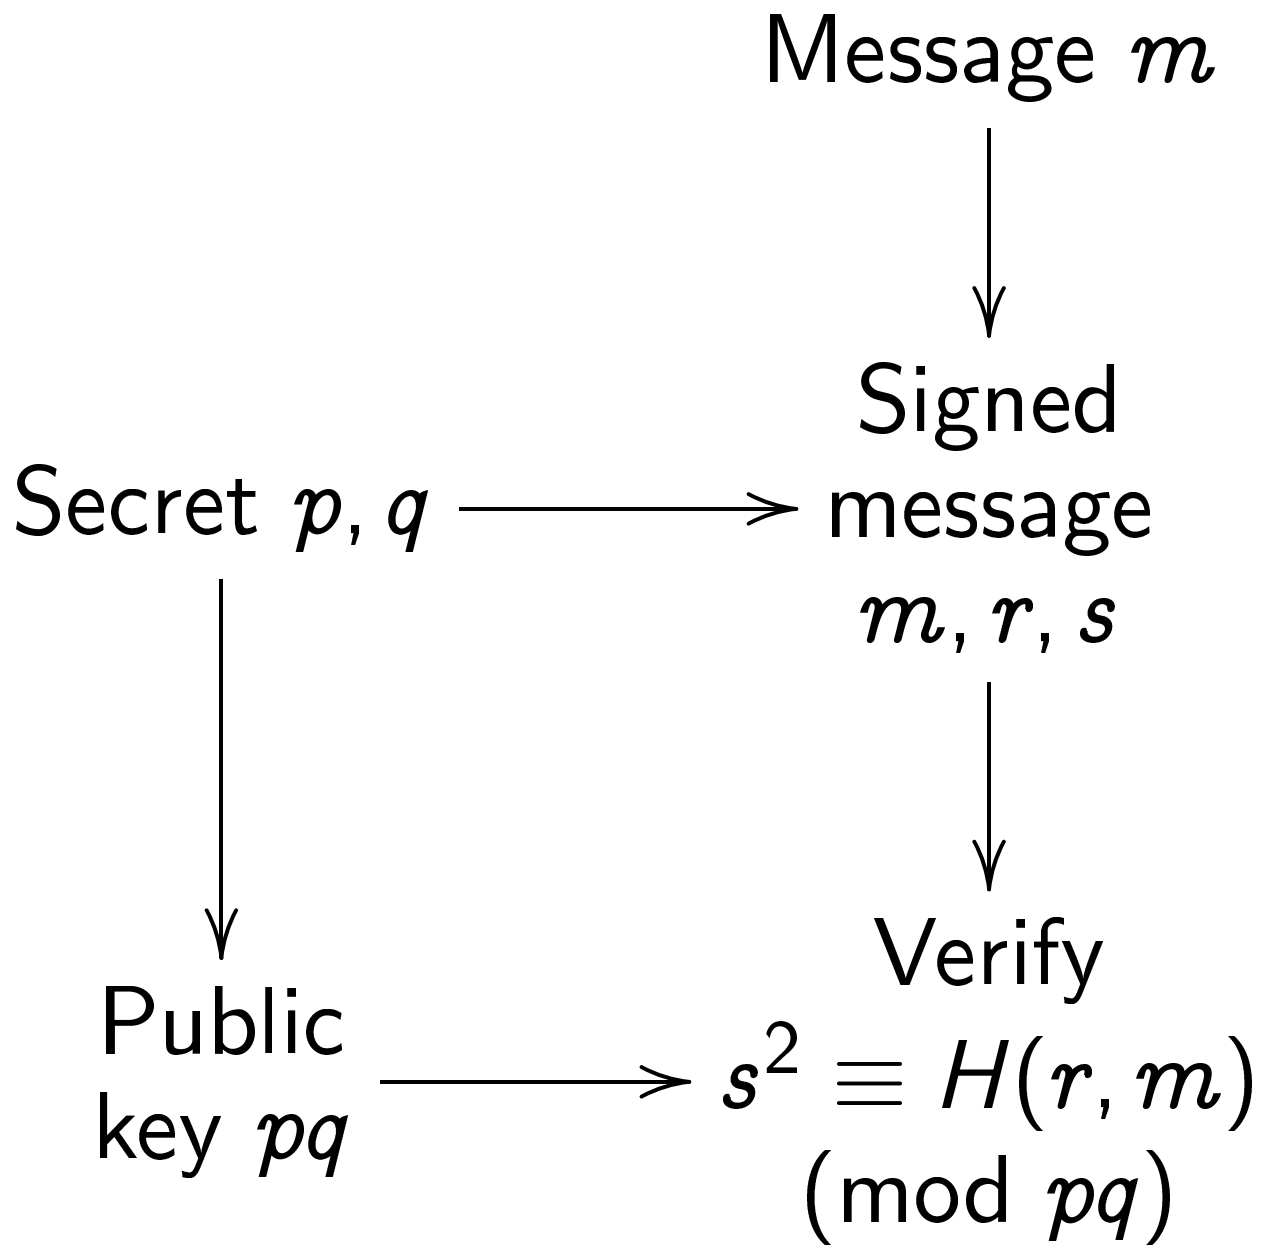 Message m
Signed
message
m, r, s
Secret p, q
Public
key pq
Verify
s² ≡ H(r, m)
(mod pq)